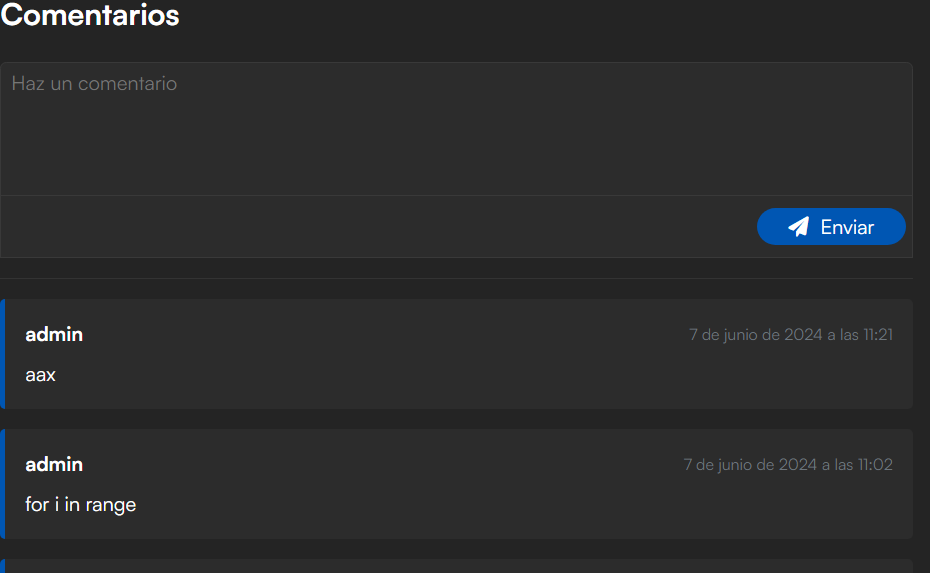 Comentarios
Haz un comentario
Enviar
admin
7 de junio de 2024 a las 11:21
aax
admin
7 de junio de 2024 a las 11:02
for i in range